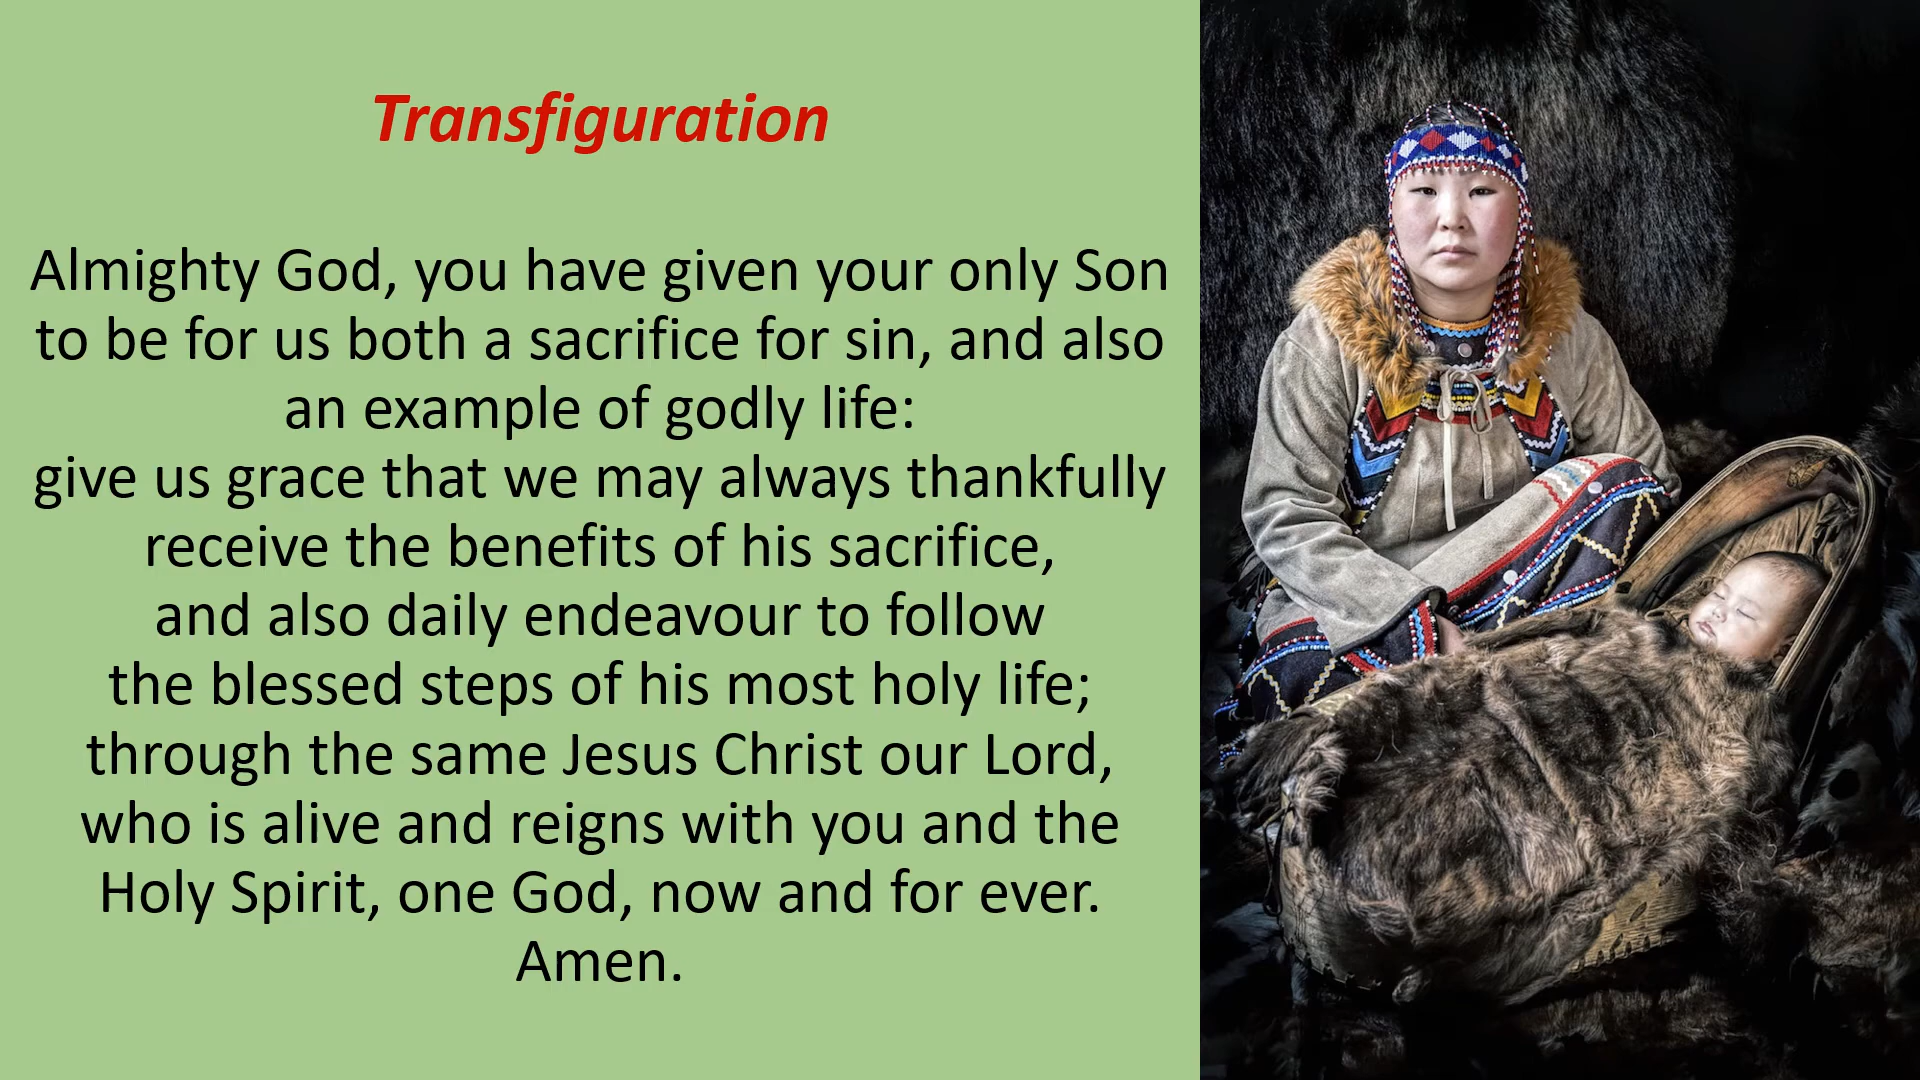 Transfiguration
Almighty God, you have given your only Son
to be for us both a sacrifice for sin, and also
an example of godly life:
give us grace that we may always thankfully
receive the benefits of his sacrifice,
and also daily endeavour to follow
the blessed steps of his most holy life;
through the same Jesus Christ our Lord,
who is alive and reigns with you and the
Holy Spirit, one God, now and for ever.
Amen.